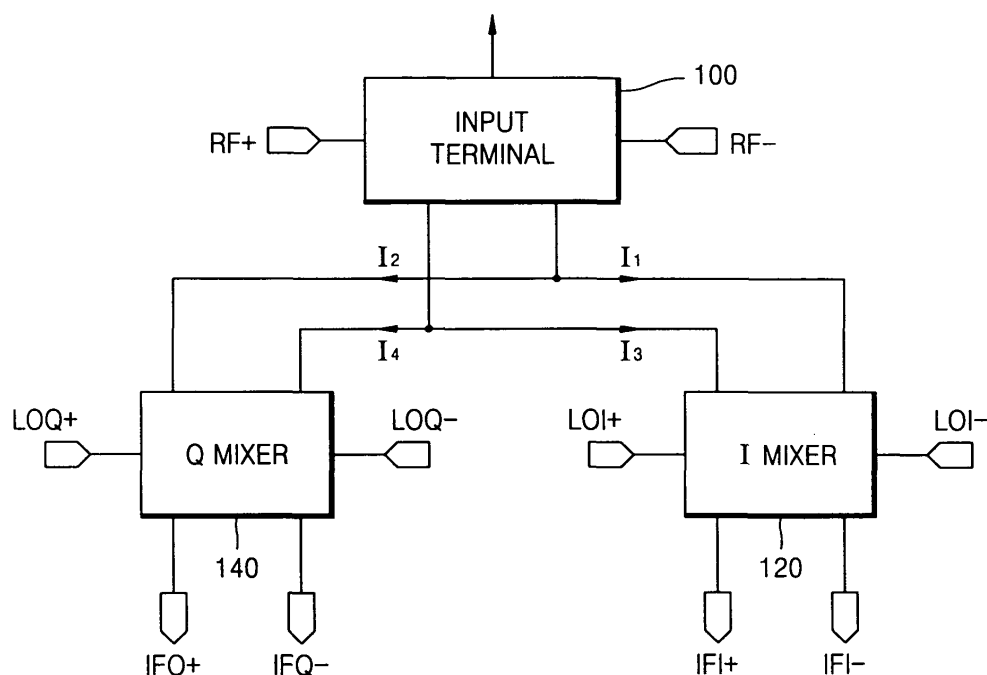 100
INPUT
TERMINAL
RF+
RF-
I2
I1
I4
I3
LOQ+
LOQ-
LOI+
LOI-
Q MIXER
I MIXER
140
120
IFQ+
IFQ-
IFI+
IFI-